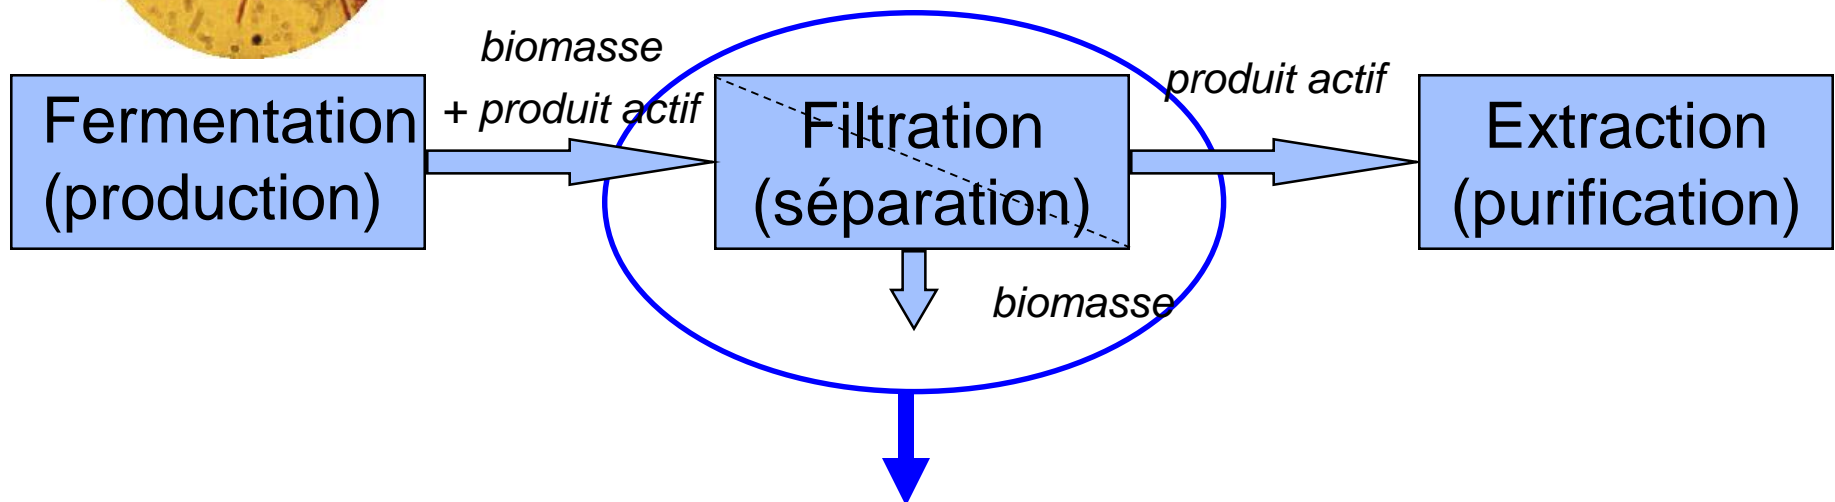 biomasse
+ produit actif
produit actif
Fermentation
(production)
Filtration
(séparation)
Extraction
(purification)
biomasse